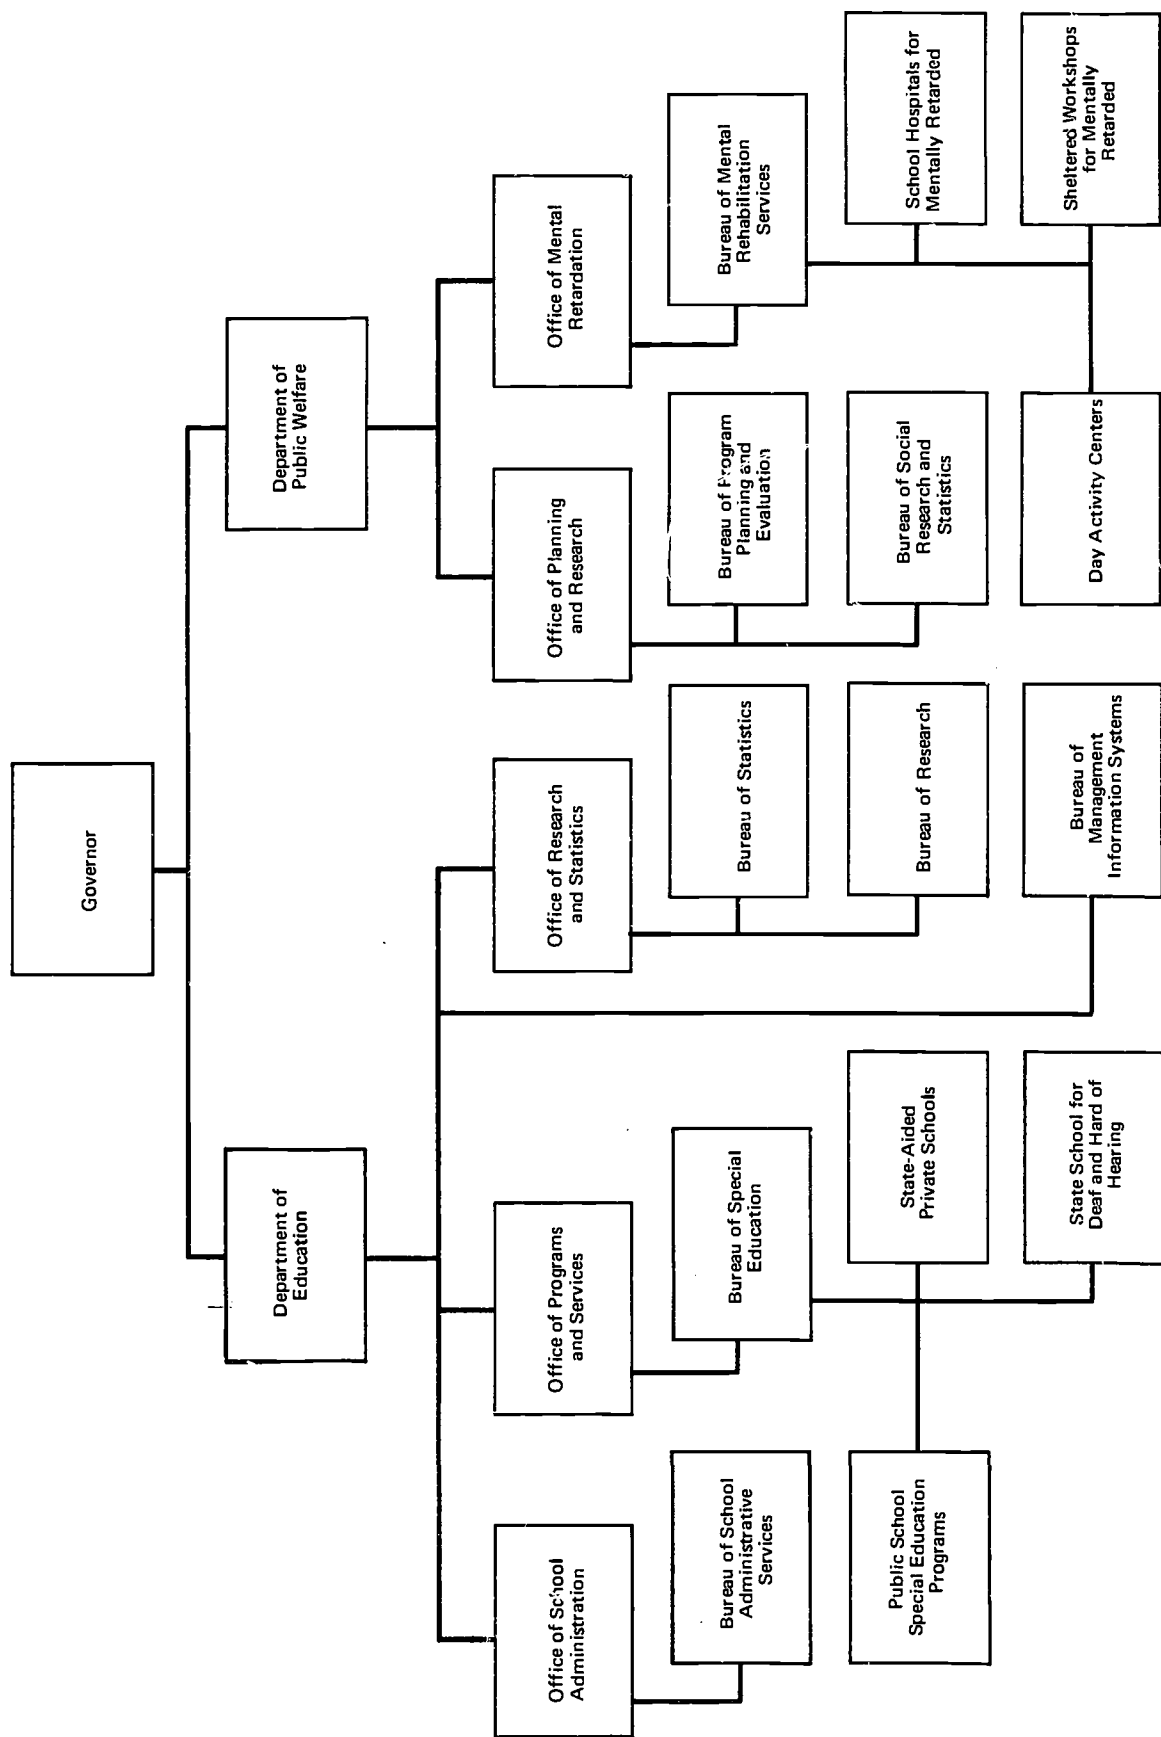 Governor
Department of
Education
Department of
Public Welfare
Office of School
Administration
Office of Programs
and Services
Office of Research
and Statistics
Office of Planning
and Research
Office of Mental
Retardation
Bureau of School
Administrative
Services
Bureau of Special
Education
Bureau of Statistics
Bureau of Program
Planning and
Evaluation
Bureau of Mental
Rehabilitation
Services
Public School
Special Education
Programs
State-Aided
Private Schools
Bureau of Research
Bureau of Social
Research and
Statistics
School Hospitals for
Mentally Retarded
State School for
Deaf and Hard of
Hearing
Bureau of
Management
Information Systems
Day Activity Centers
Sheltered Workshops
for Mentally
Retarded